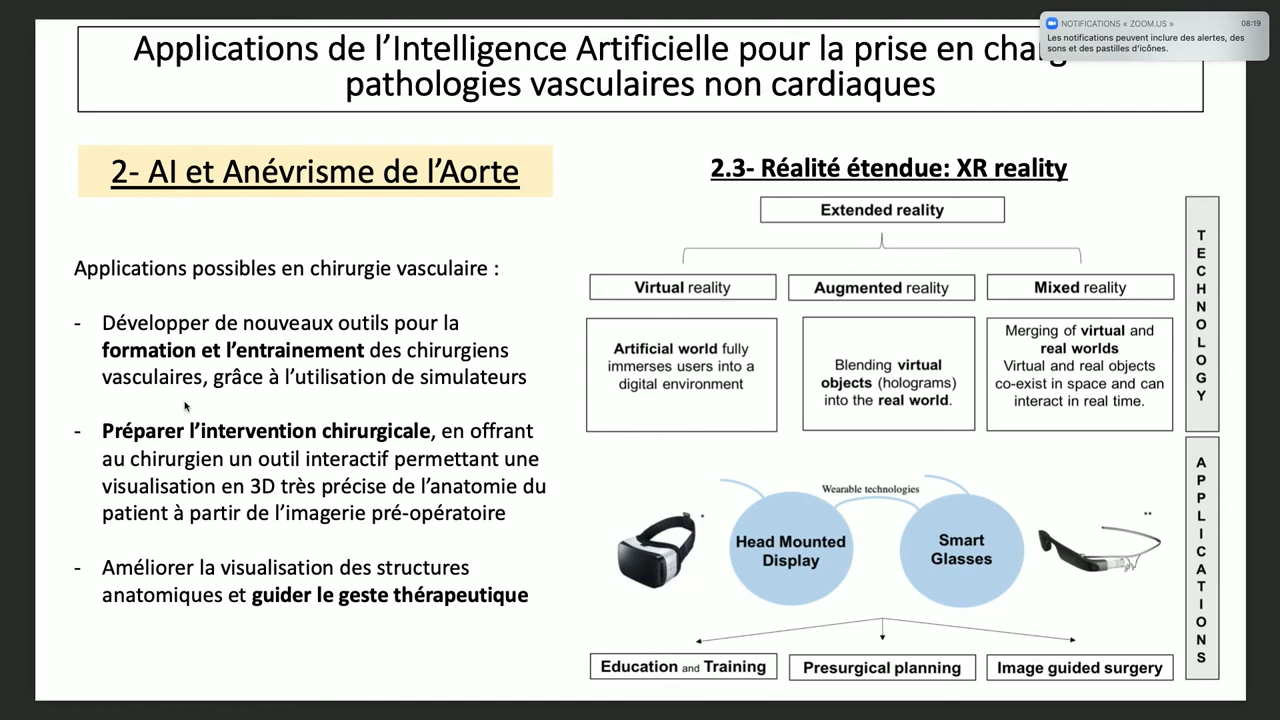 NOTIFICATIONS « ZOOM.US »
08:19
Les notifications peuvent inclure des alertes, des
sons et des pastilles d'icônes.
Applications de l'Intelligence Artificielle pour la prise en
pathologies vasculaires non cardiaques
2- AI et Anévrisme de l'Aorte
Applications possibles en chirurgie vasculaire :
- Développer de nouveaux outils pour la
formation et l'entrainement des chirurgiens
vasculaires, grâce à l'utilisation de simulateurs
- Préparer l'intervention chirurgicale, en offrant
au chirurgien un outil interactif permettant une
visualisation en 3D très précise de l'anatomie du
patient à partir de l'imagerie pré-opératoire
- Améliorer la visualisation des structures
anatomiques et guider le geste thérapeutique
2.3- Réalité étendue: XR reality
Extended reality
Virtual reality
Augmented reality
Mixed reality
Artificial world fully
immerses users into a
digital environment
Blending virtual
objects (holograms)
into the real world.
Merging of virtual and
real worlds
Virtual and real objects
co-exist in space and can
interact in real time.
TECHNOLOGY
Wearable technologies
*
Head Mounted
Display
Smart
Glasses
**
Education and Training
Presurgical planning
Image guided surgery
APPLICATIONS